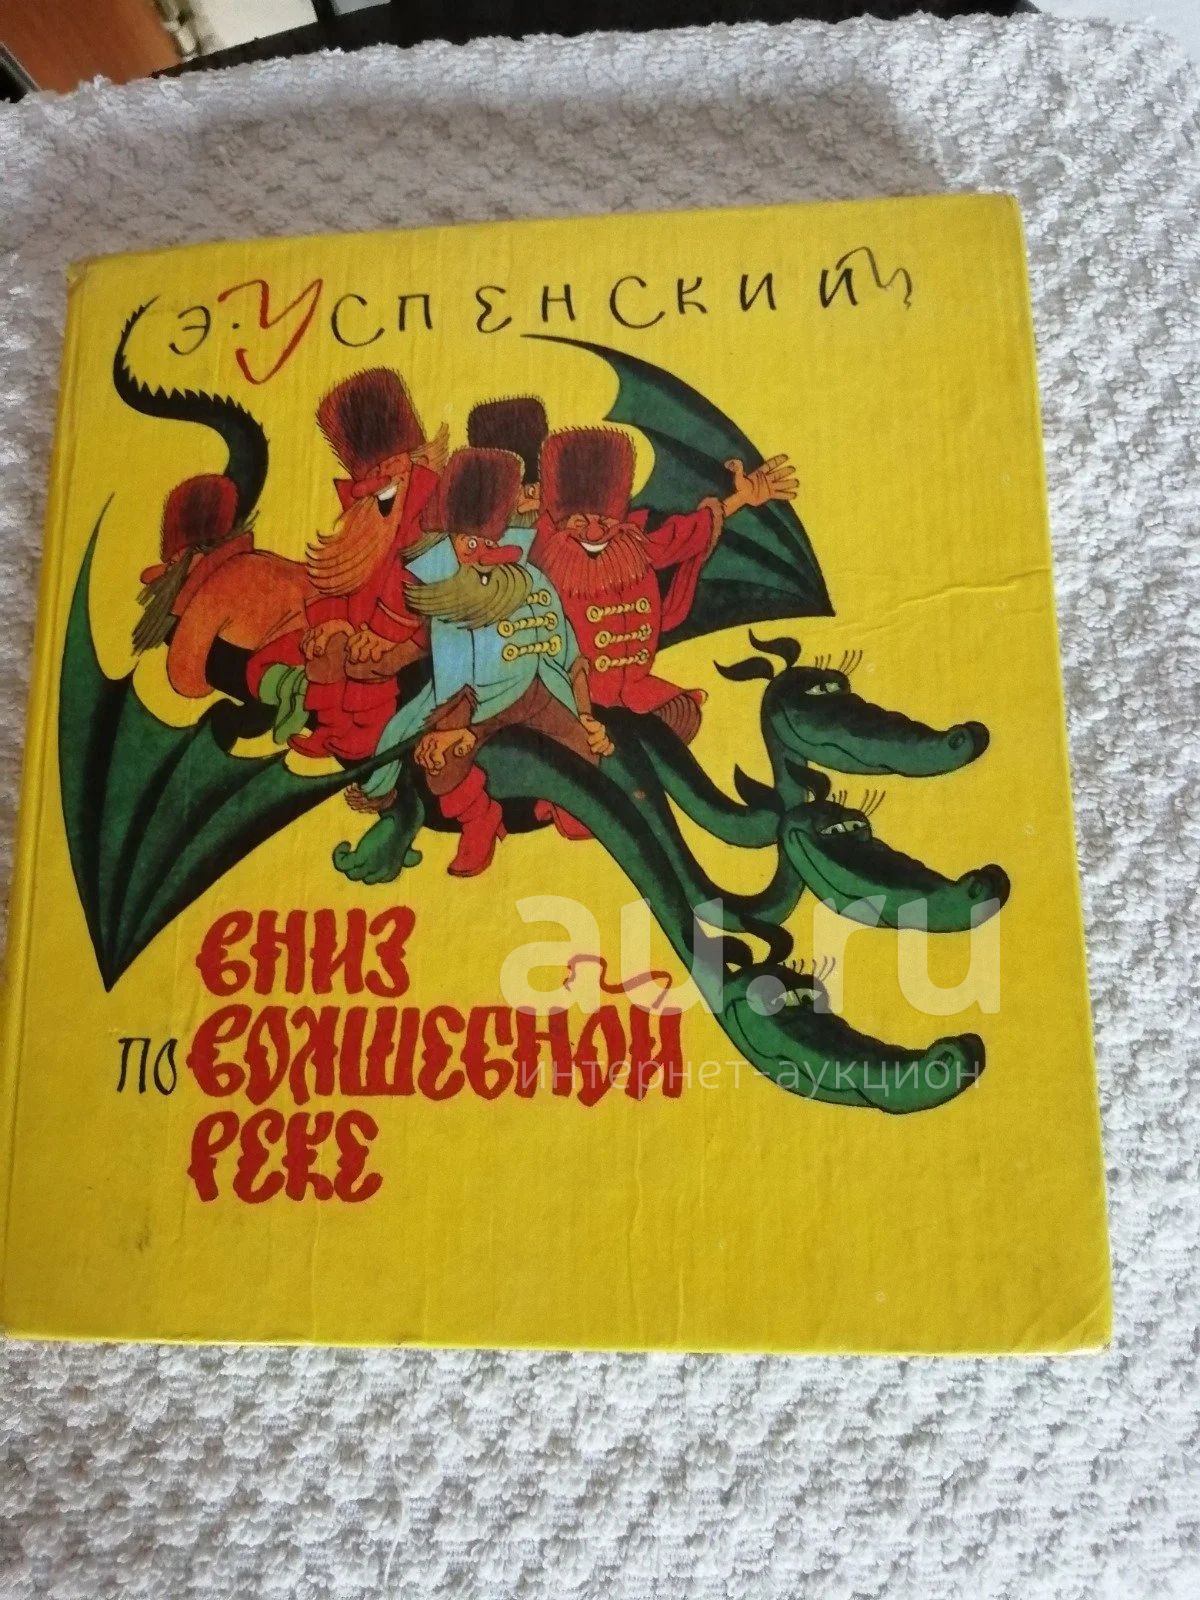 Э. Успенский
вниз
по волшебной
реке
au.ru
интернет-аукцион